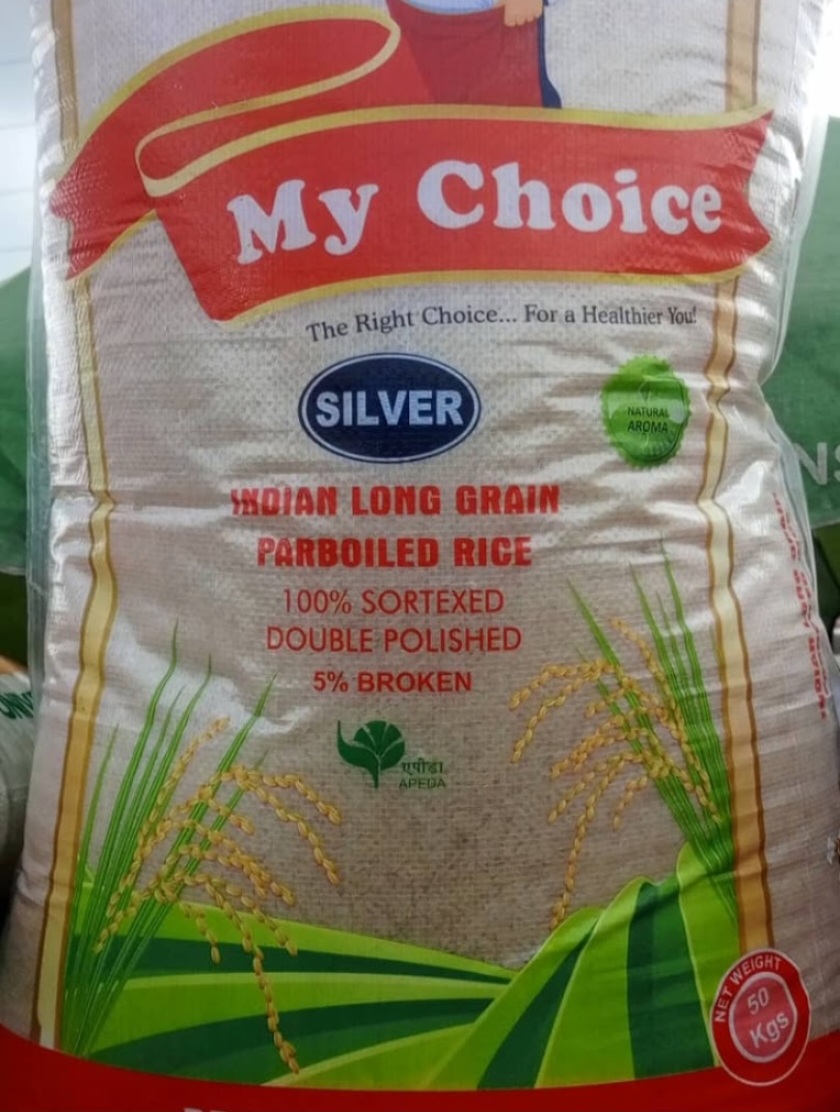 My Choice
The Right Choice... For a Healthier You!
SILVER
NATURAL
AROMA
INDIAN LONG GRAIN
PARBOILED RICE
100% SORTEXED
DOUBLE POLISHED
5% BROKEN
एपीडा
APEDA
NET WEIGHT
50
Kgs